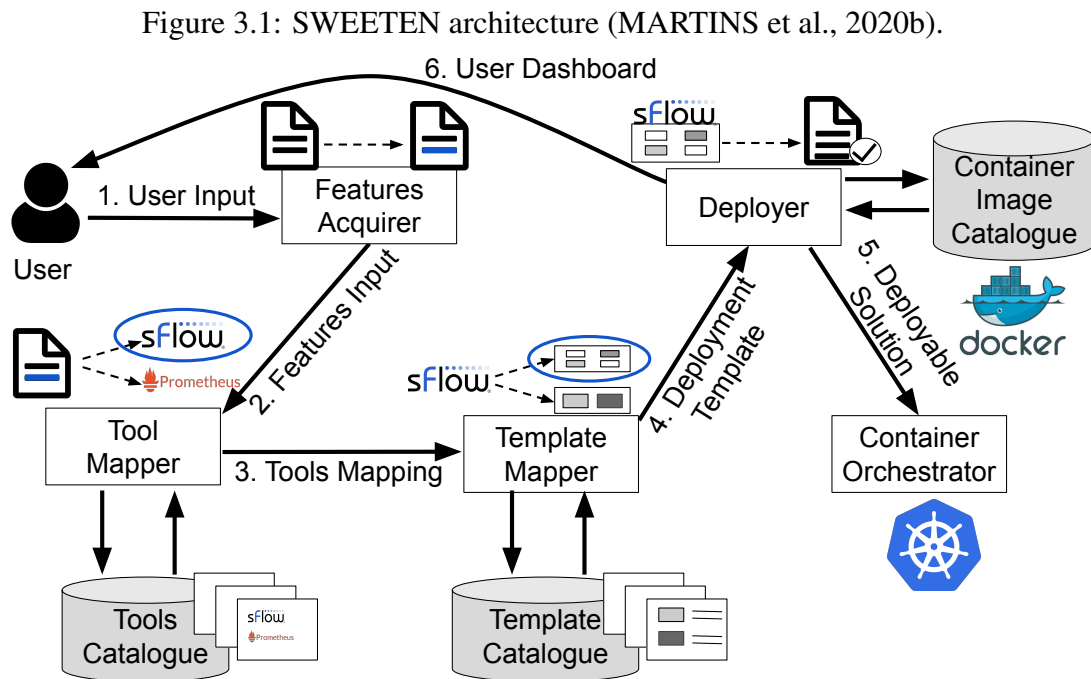 Figure 3.1: SWEETEN architecture (MARTINS et al., 2020b).
6. User Dashboard
sFlow
1. User Input
Features
Acquirer
Deployer
Container
Image
Catalogue
User
docker
2. Features Input
sFlow
Prometheus
sFlow
4. Deployment
Template
5. Deployable
Solution
Tool
Mapper
3. Tools Mapping
Template
Mapper
Container
Orchestrator
Tools
Catalogue
sFlow
Prometheus
Template
Catalogue